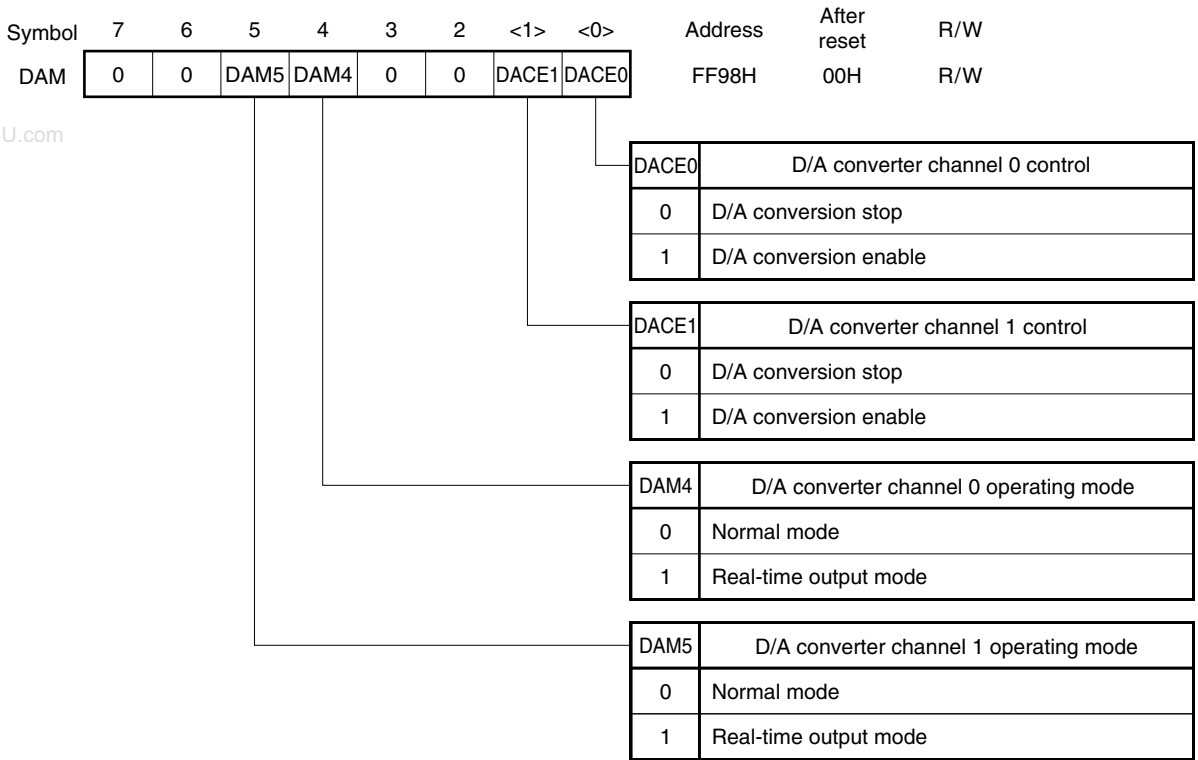 Symbol 7 6 5 4 3 2 <1> <0> Address After reset R/W
DAM 0 0 DAM5 DAM4 0 0 DACE1 DACE0 FF98H 00H R/W
U.com
DACE0 D/A converter channel 0 control
0 D/A conversion stop
1 D/A conversion enable
DACE1 D/A converter channel 1 control
0 D/A conversion stop
1 D/A conversion enable
DAM4 D/A converter channel 0 operating mode
0 Normal mode
1 Real-time output mode
DAM5 D/A converter channel 1 operating mode
0 Normal mode
1 Real-time output mode